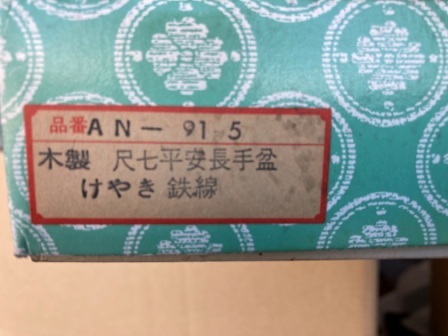 品番AN－ 91 5
木製 尺七平安長手盆
けやき 鉄線